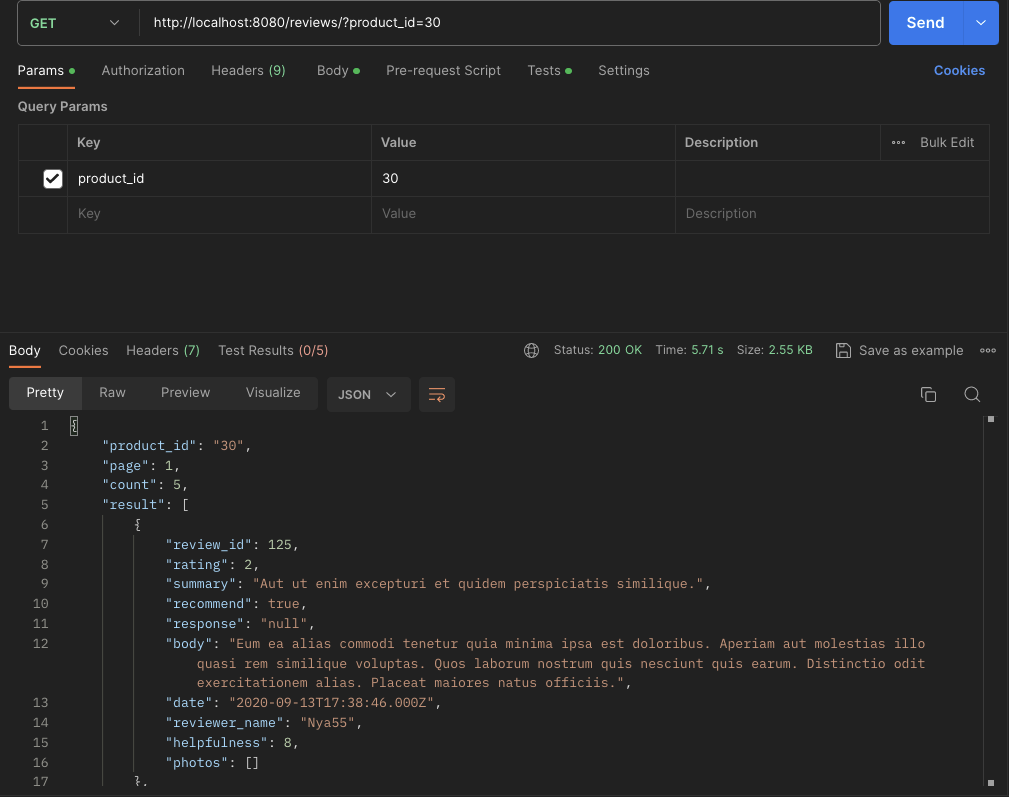 GET http://localhost:8080/reviews/?product_id=30 Send
Params Authorization Headers (9) Body Pre-request Script Tests Settings Cookies
Query Params
Key Value Description Bulk Edit
product_id 30
Key Value Description
Body Cookies Headers (7) Test Results (0/5) Status: 200 OK Time: 5.71 s Size: 2.55 KB Save as example
Pretty Raw Preview Visualize JSON
1 {
2 "product_id": "30",
3 "page": 1,
4 "count": 5,
5 "result": [
6 {
7 "review_id": 125,
8 "rating": 2,
9 "summary": "Aut ut enim excepturi et quidem perspiciatis similique.",
10 "recommend": true,
11 "response": "null",
12 "body": "Eum ea alias commodi tenetur quia minima ipsa est doloribus. Aperiam aut molestias illo
quasi rem similique voluptas. Quos laborum nostrum quis nesciunt quis earum. Distinctio odit
exercitationem alias. Placeat maiores natus officiis.",
13 "date": "2020-09-13T17:38:46.000Z",
14 "reviewer_name": "Nya55",
15 "helpfulness": 8,
16 "photos": []
17 },